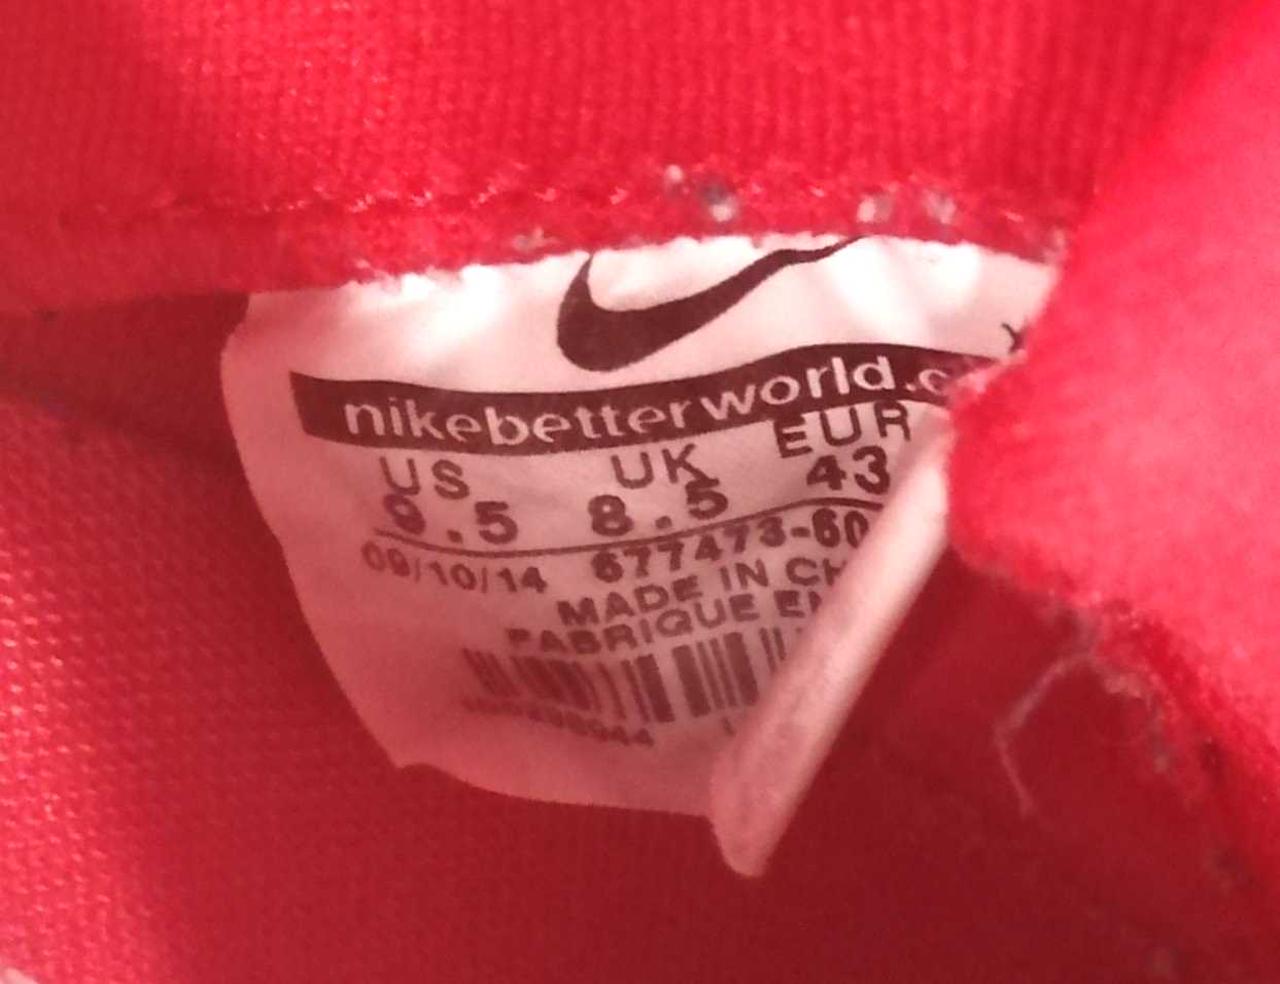 nikebetterworld.c
US UK EUR
9.5 8.5 43
09/10/14 677473-60
MADE IN CH
FABRIQUE EN